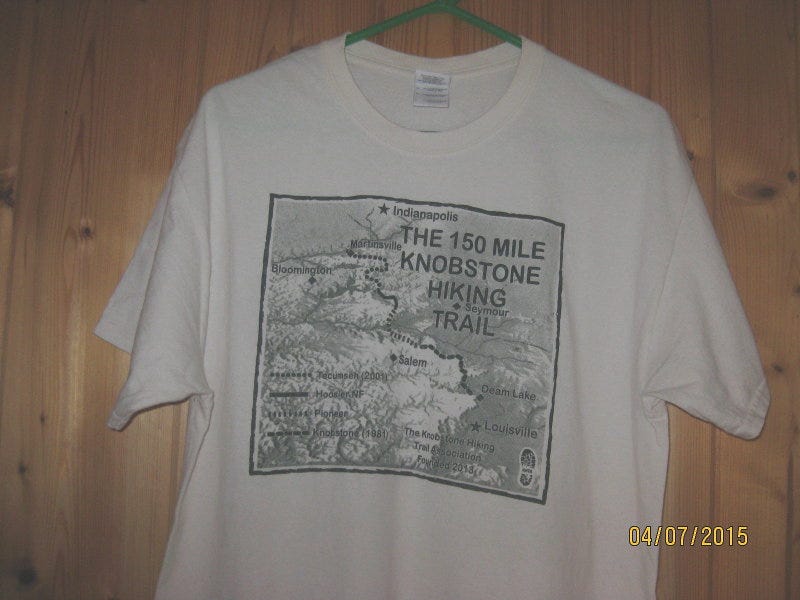 Indianapolis
THE 150 MILE
KNOBSTONE
HIKING
TRAIL
Martinsville
Bloomington
Seymour
Salem
Tecumseh (2001)
Hoosier NF
Pioneer
Knobstone (1981)
Deam Lake
Louisville
The Knobstone Hiking
Trail Association
Founded 2013
04/07/2015